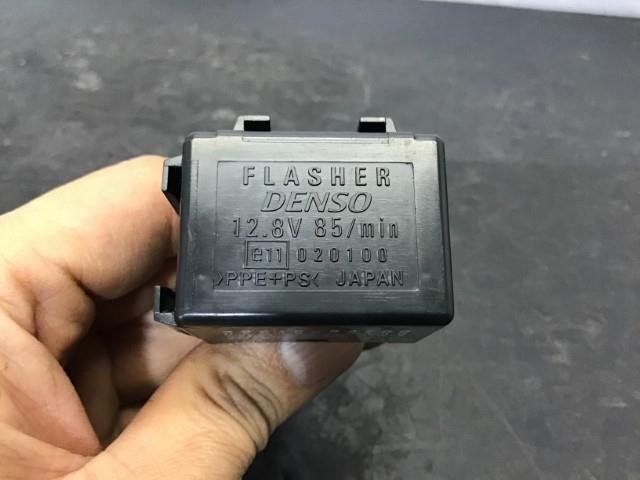 FLASHER
DENSO
12.8V 85/min
e11 020100
>PPE+PS< JAPAN